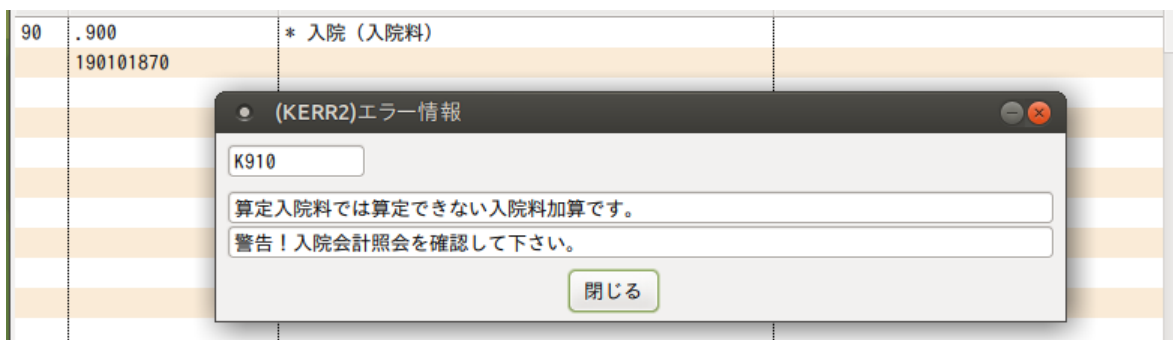 90 .900 * 入院（入院料）
190101870
(KERR2)エラー情報
K910
算定入院料では算定できない入院料加算です。
警告！入院会計照会を確認して下さい。
閉じる